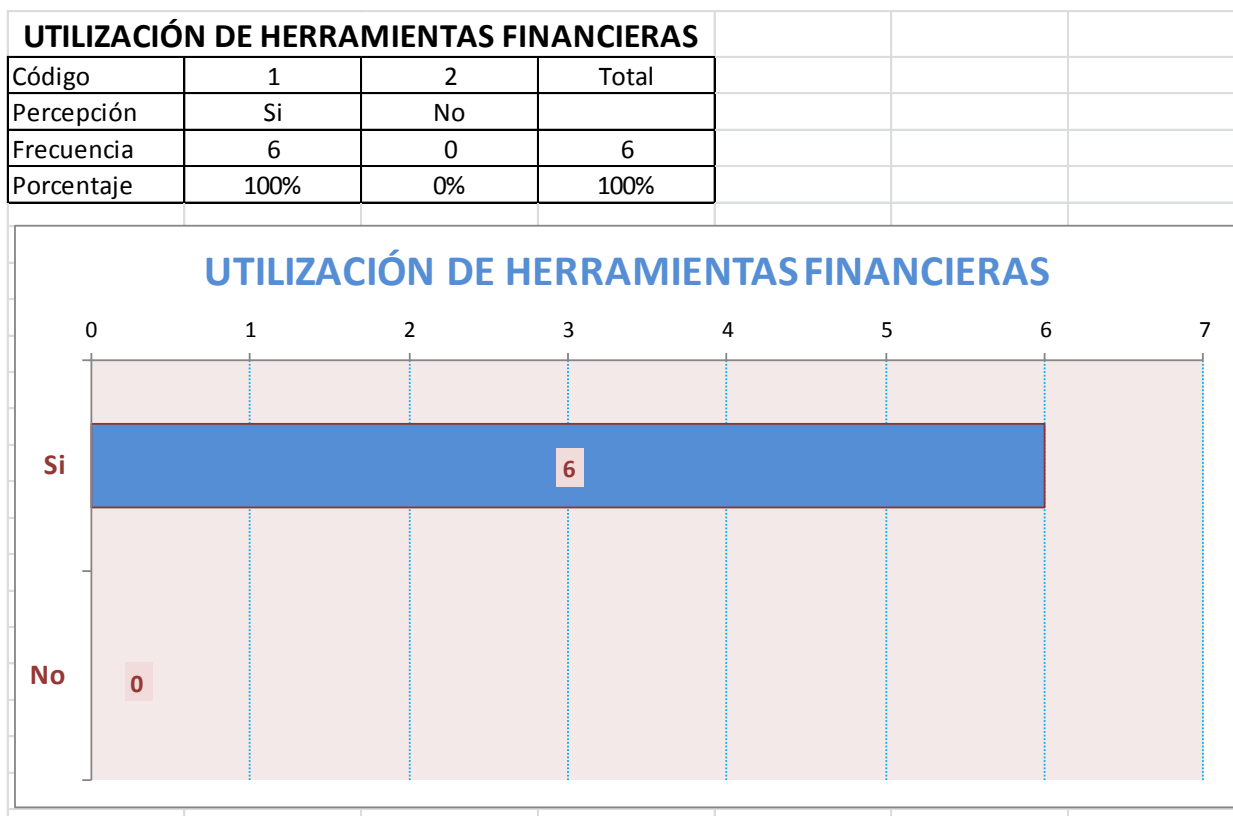 UTILIZACIÓN DE HERRAMIENTAS FINANCIERAS
Código 1 2 Total
Percepción Si No
Frecuencia 6 0 6
Porcentaje 100% 0% 100%
UTILIZACIÓN DE HERRAMIENTAS FINANCIERAS
0 1 2 3 4 5 6 7
Si 6
No 0